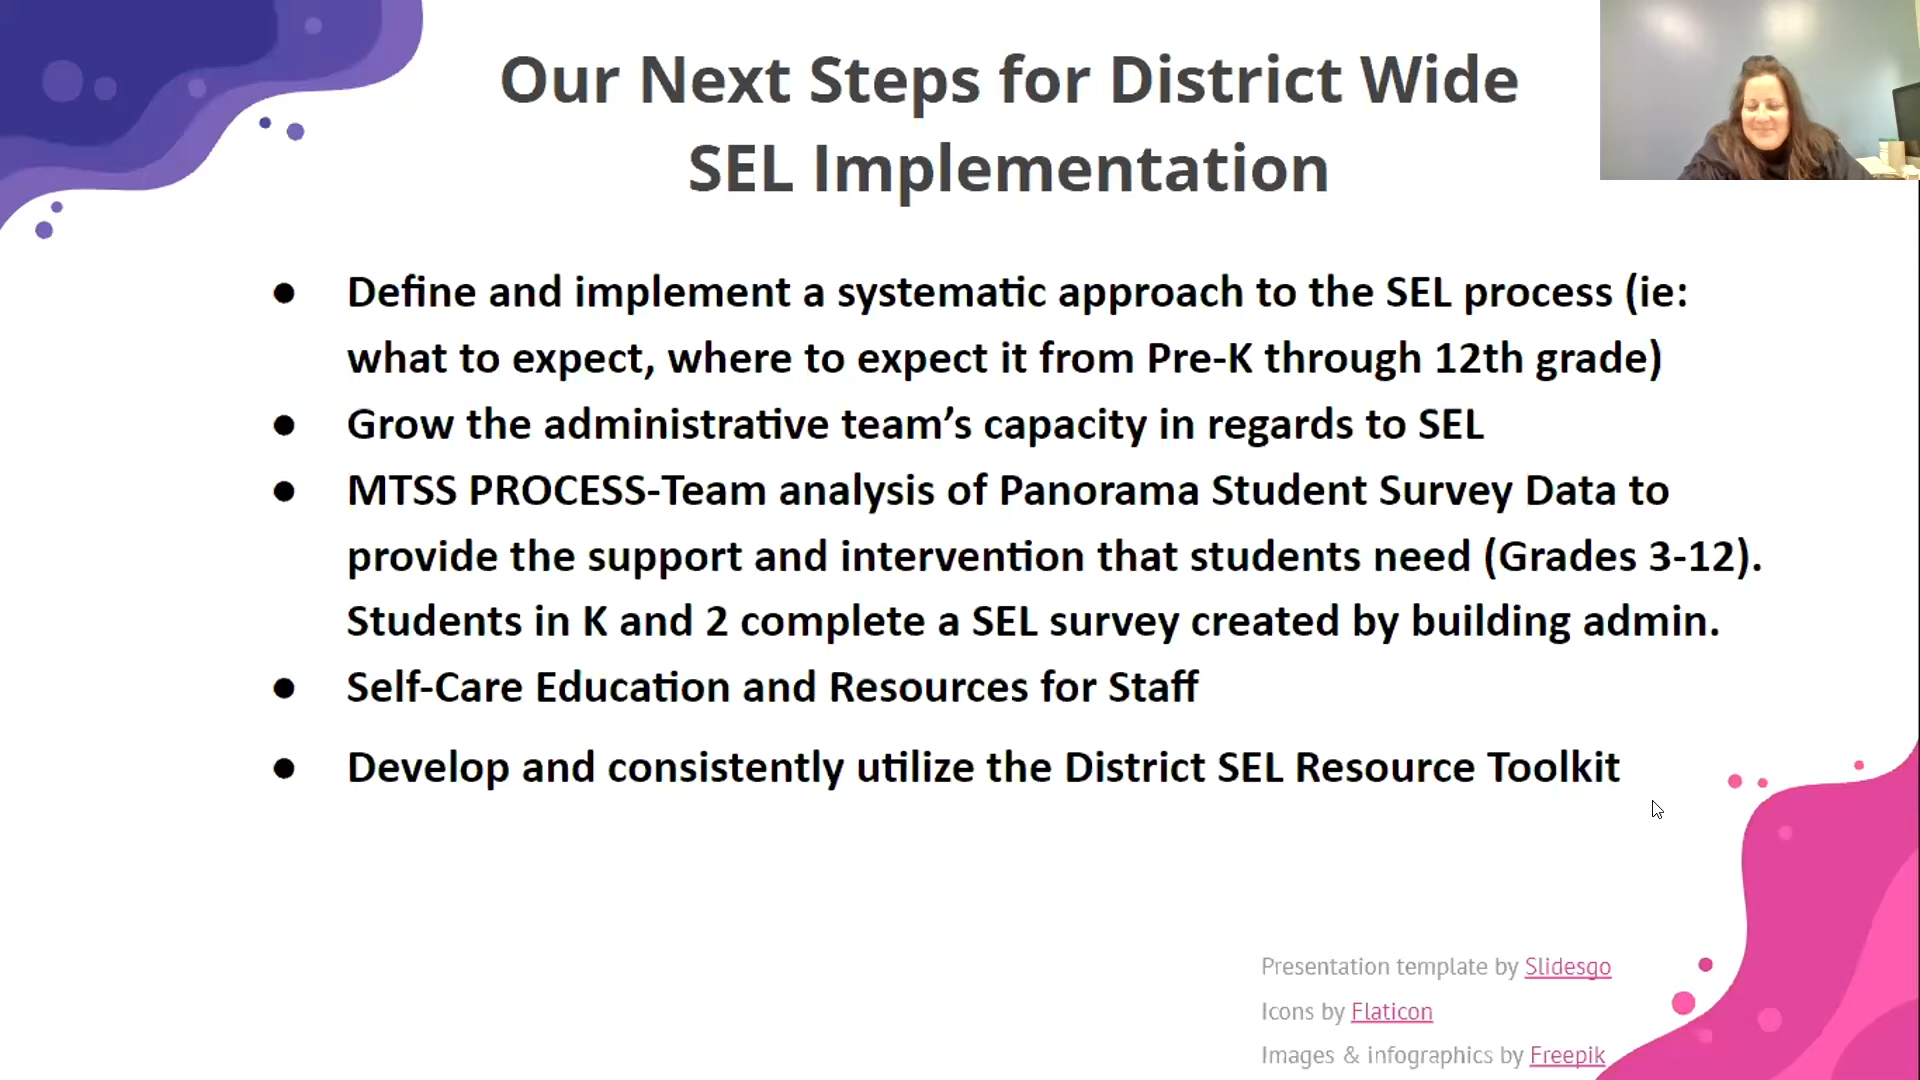 Our Next Steps for District Wide
SEL Implementation
● Define and implement a systematic approach to the SEL process (ie:
what to expect, where to expect it from Pre-K through 12th grade)
● Grow the administrative team’s capacity in regards to SEL
● MTSS PROCESS-Team analysis of Panorama Student Survey Data to
provide the support and intervention that students need (Grades 3-12).
Students in K and 2 complete a SEL survey created by building admin.
● Self-Care Education and Resources for Staff
● Develop and consistently utilize the District SEL Resource Toolkit
Presentation template by Slidesgo
Icons by Flaticon
Images & infographics by Freepik